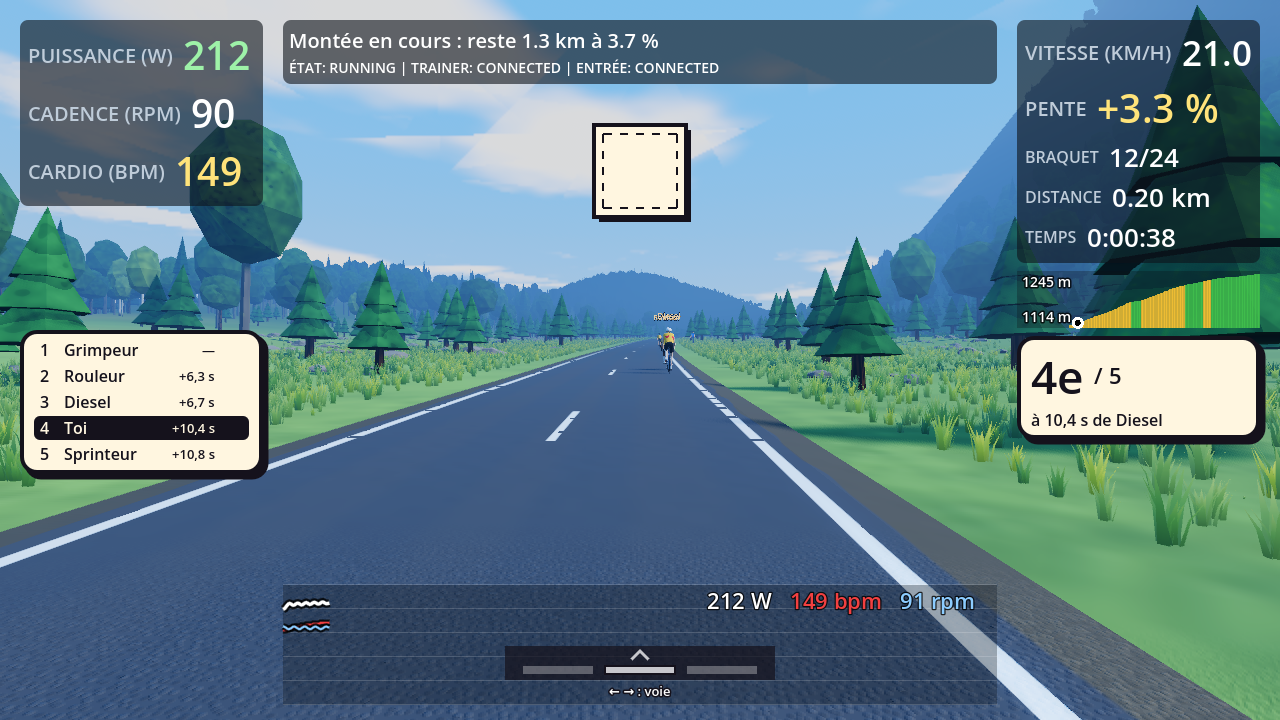 PUISSANCE (W) 212
CADENCE (RPM) 90
CARDIO (BPM) 149
Montée en cours : reste 1.3 km à 3.7 %
ÉTAT: RUNNING | TRAINER: CONNECTED | ENTRÉE: CONNECTED
VITESSE (KM/H) 21.0
PENTE +3.3 %
BRAQUET 12/24
DISTANCE 0.20 km
TEMPS 0:00:38
1245 m
1114 m
1 Grimpeur —
2 Rouleur +6,3 s
3 Diesel +6,7 s
4 Toi +10,4 s
5 Sprinteur +10,8 s
4e / 5
à 10,4 s de Diesel
212 W 149 bpm 91 rpm
← → : voie